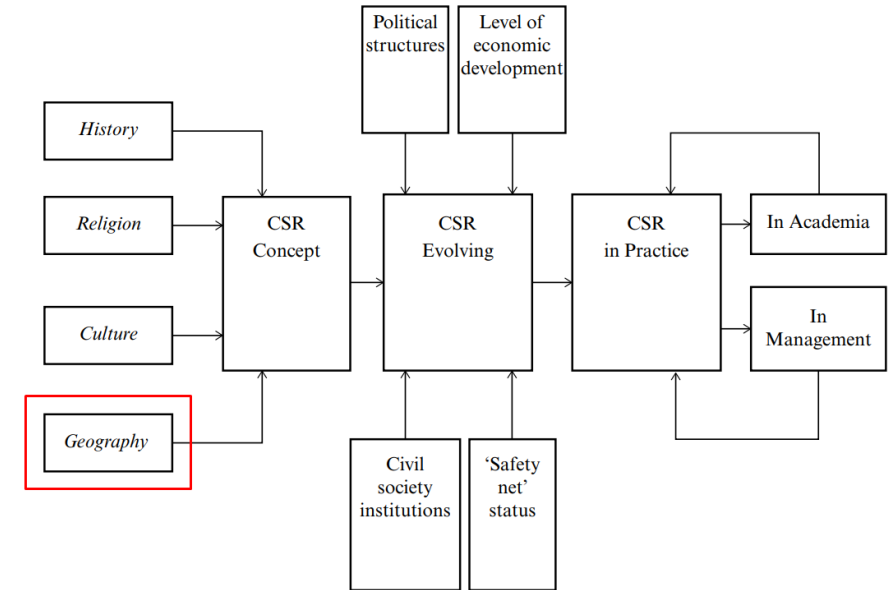 Political
structures
Level of
economic
development
History
Religion
Culture
Geography
CSR
Concept
CSR
Evolving
CSR
in Practice
In Academia
In
Management
Civil
society
institutions
‘Safety
net’
status